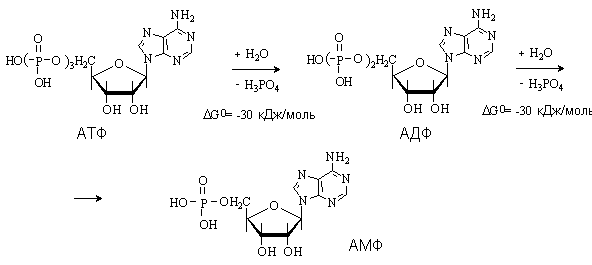 NH₂
O N N
HO(-P-O-)₃H₂C O N N
OH
OH OH
АТФ
+ H₂O
- H₃PO₄
ΔG⁰= -30 кДж/моль
NH₂
O N N
HO(-P-O-)₂H₂C O N N
OH
OH OH
АДФ
+ H₂O
- H₃PO₄
ΔG⁰= -30 кДж/моль
NH₂
O N N
HO-P-OH₂C O N N
OH
OH OH
АМФ